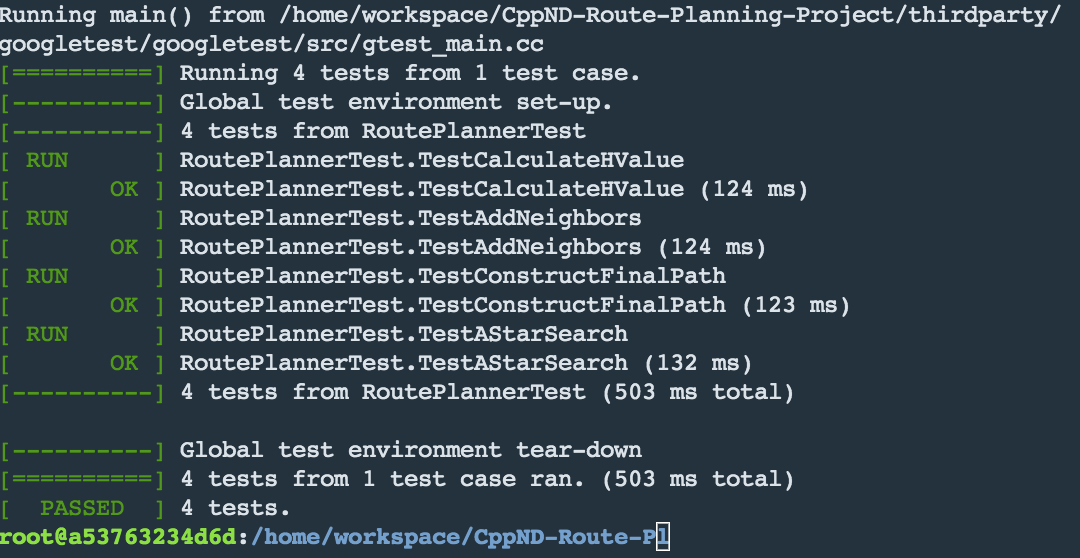 Running main() from /home/workspace/CppND-Route-Planning-Project/thirdparty/
googletest/googletest/src/gtest_main.cc
[==========] Running 4 tests from 1 test case.
[----------] Global test environment set-up.
[----------] 4 tests from RoutePlannerTest
[ RUN      ] RoutePlannerTest.TestCalculateHValue
[       OK ] RoutePlannerTest.TestCalculateHValue (124 ms)
[ RUN      ] RoutePlannerTest.TestAddNeighbors
[       OK ] RoutePlannerTest.TestAddNeighbors (124 ms)
[ RUN      ] RoutePlannerTest.TestConstructFinalPath
[       OK ] RoutePlannerTest.TestConstructFinalPath (123 ms)
[ RUN      ] RoutePlannerTest.TestAStarSearch
[       OK ] RoutePlannerTest.TestAStarSearch (132 ms)
[----------] 4 tests from RoutePlannerTest (503 ms total)
[----------] Global test environment tear-down
[==========] 4 tests from 1 test case ran. (503 ms total)
[  PASSED  ] 4 tests.
root@a53763234d6d:/home/workspace/CppND-Route-Pl